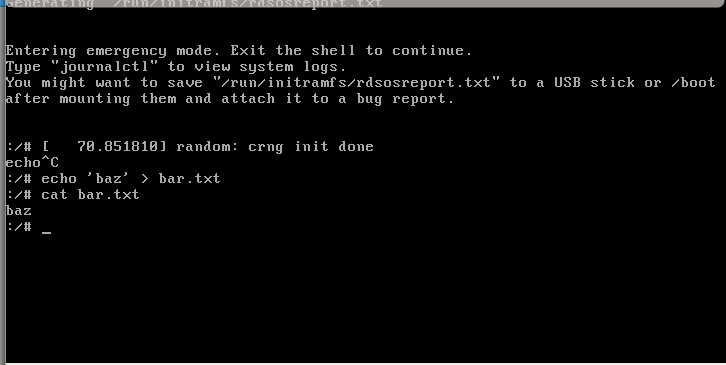 Generating "/run/initramfs/rdsosreport.txt"
Entering emergency mode. Exit the shell to continue.
Type "journalctl" to view system logs.
You might want to save "/run/initramfs/rdsosreport.txt" to a USB stick or /boot
after mounting them and attach it to a bug report.
:/# [   70.851810] random: crng init done
echo^C
:/# echo 'baz' > bar.txt
:/# cat bar.txt
baz
:/# _